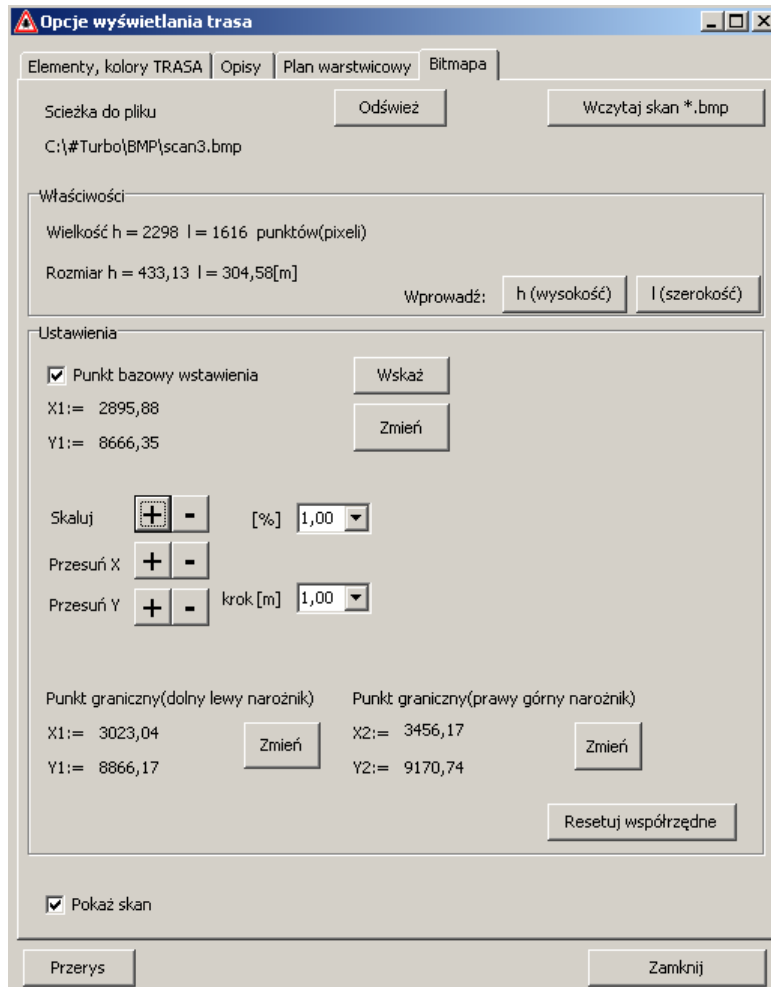 Opcje wyświetlania trasa
Elementy, kolory TRASA Opisy Plan warstwicowy Bitmapa
Scieżka do pliku Odśwież Wczytaj skan *.bmp
C:\#Turbo\BMP\scan3.bmp
Właściwości
Wielkość h = 2298 l = 1616 punktów(pixeli)
Rozmiar h = 433,13 l = 304,58[m]
Wprowadź: h (wysokość) l (szerokość)
Ustawienia
Punkt bazowy wstawienia Wskaż
X1:= 2895,88
Zmień
Y1:= 8666,35
Skaluj + - [%] 1,00
Przesuń X + -
Przesuń Y + - krok [m] 1,00
Punkt graniczny(dolny lewy narożnik) Punkt graniczny(prawy górny narożnik)
X1:= 3023,04 Zmień X2:= 3456,17 Zmień
Y1:= 8866,17 Y2:= 9170,74
Resetuj współrzędne
Pokaż skan
Przerys Zamknij